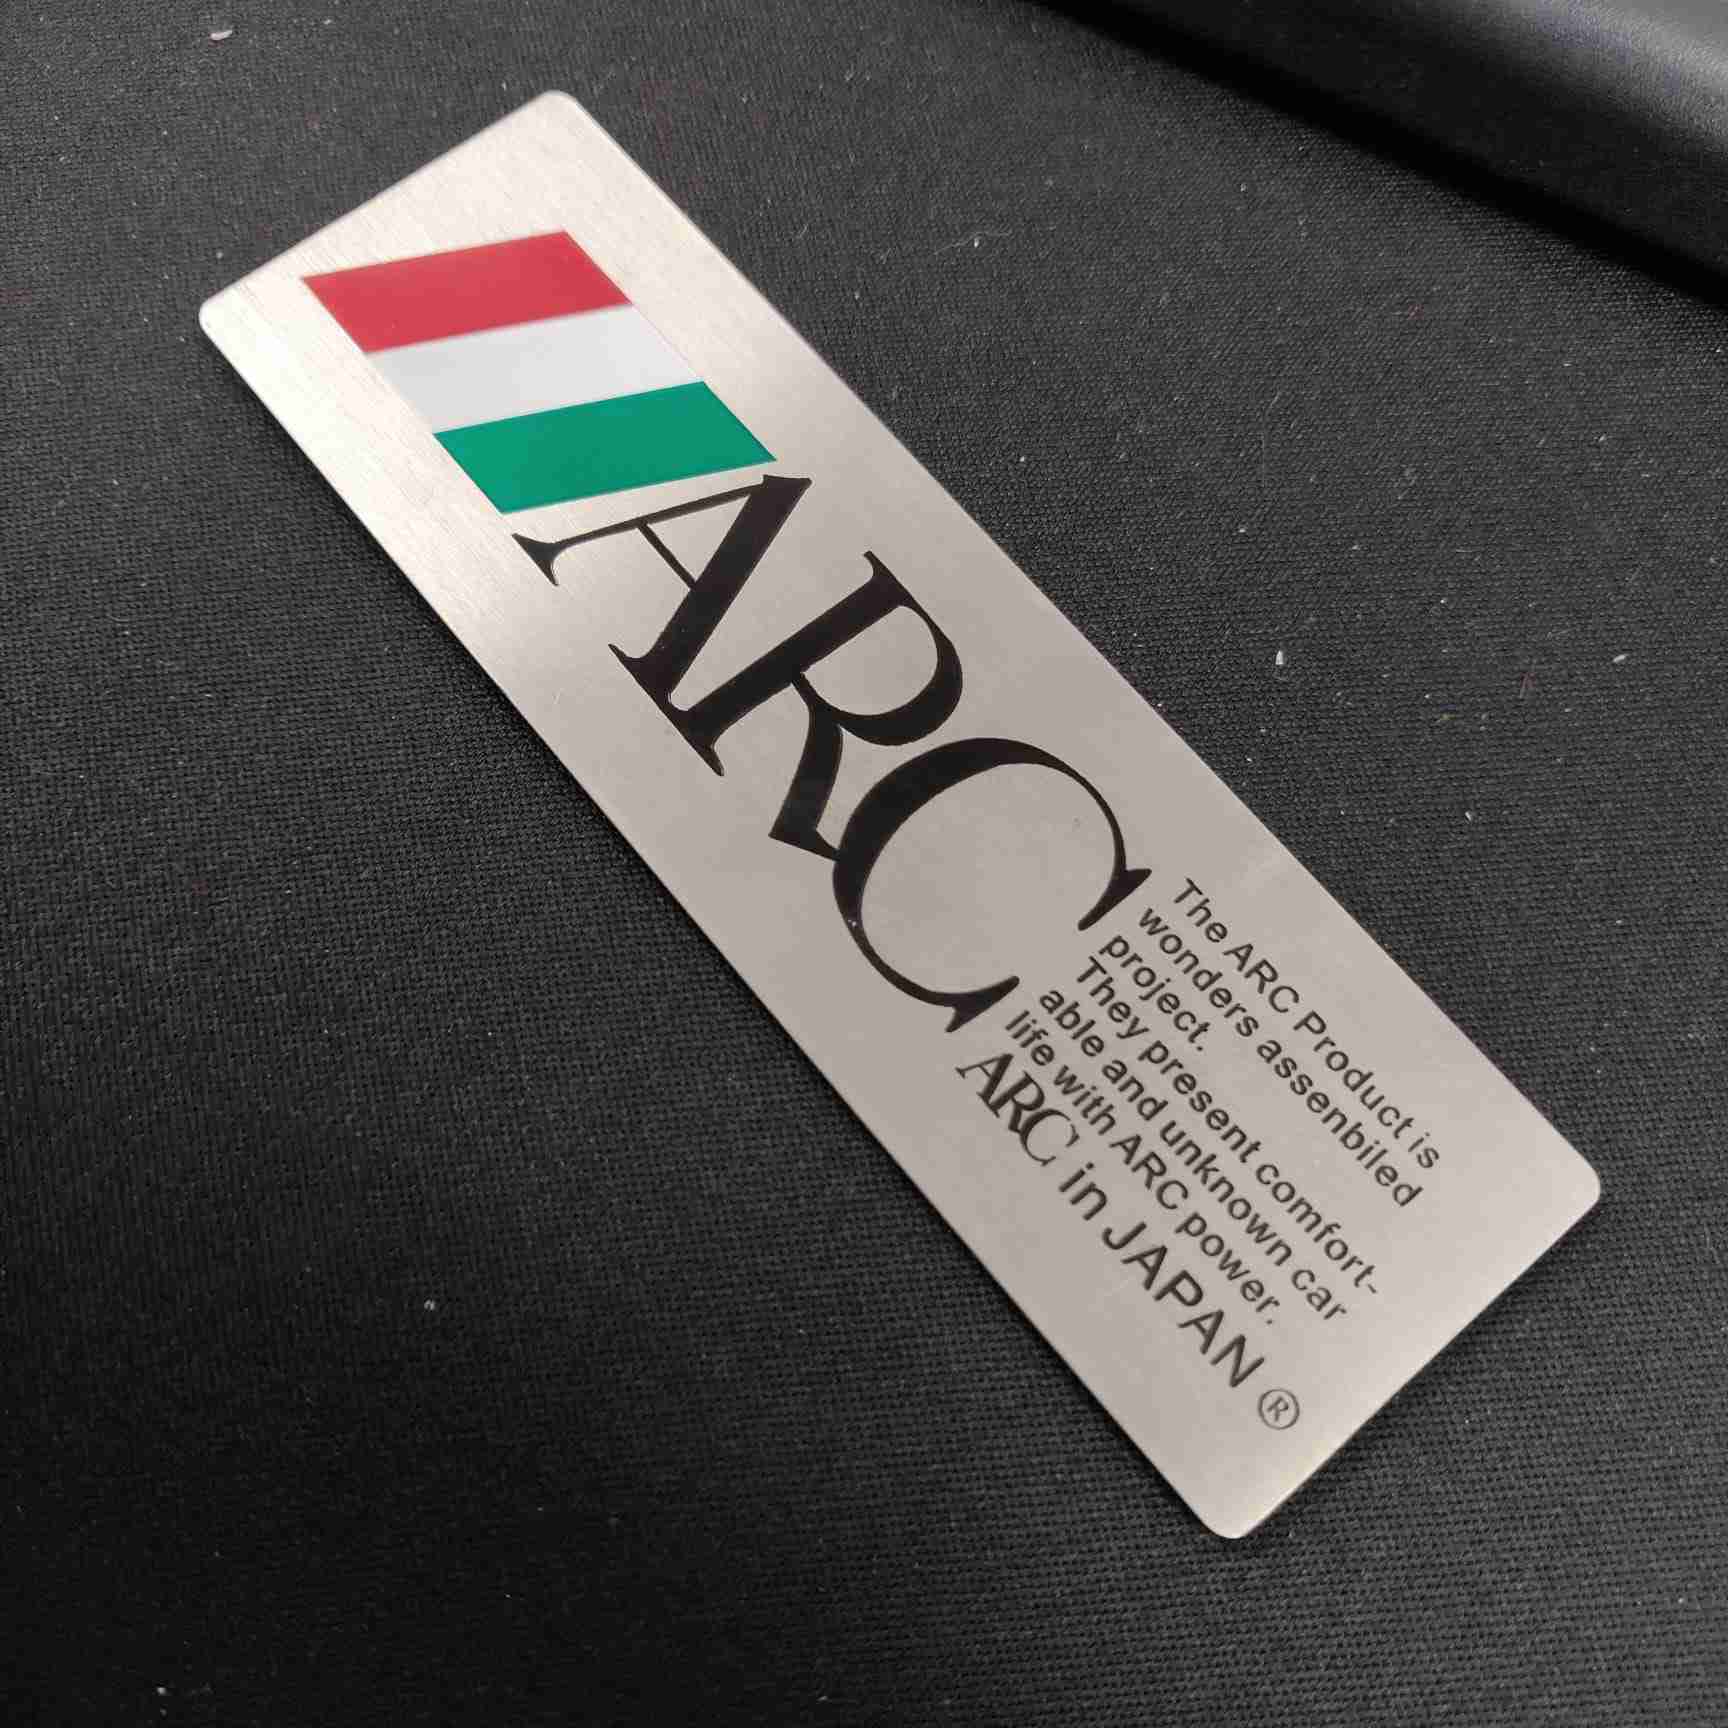 ARC
The ARC Product is
wonders assenbiled
project.
They present comfort-
able and unknown car
life with ARC power.
ARC in JAPAN ®